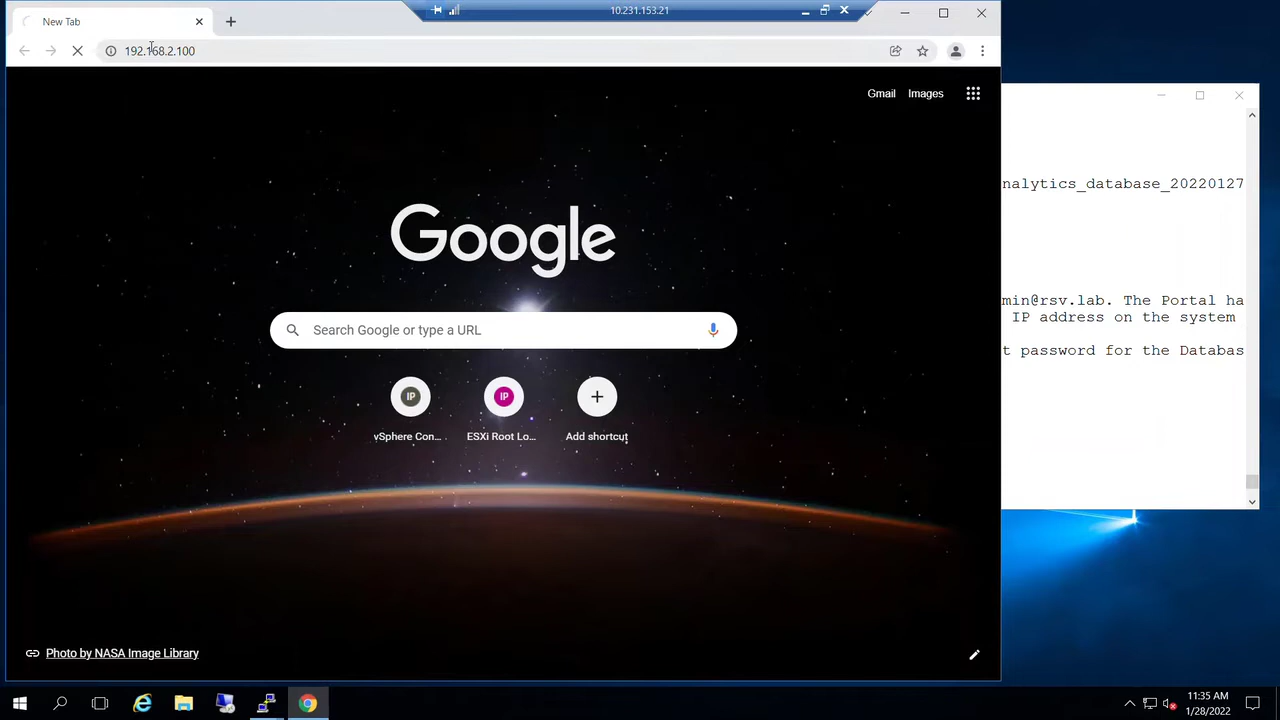 10.231.153.21
New Tab
192.168.2.100
Gmail Images
Google
Search Google or type a URL
IP IP
vSphere Con... ESXi Root Lo... Add shortcut
Photo by NASA Image Library
nalytics_database_20220127
min@rsv.lab. The Portal ha
IP address on the system
t password for the Databas
11:35 AM
1/28/2022